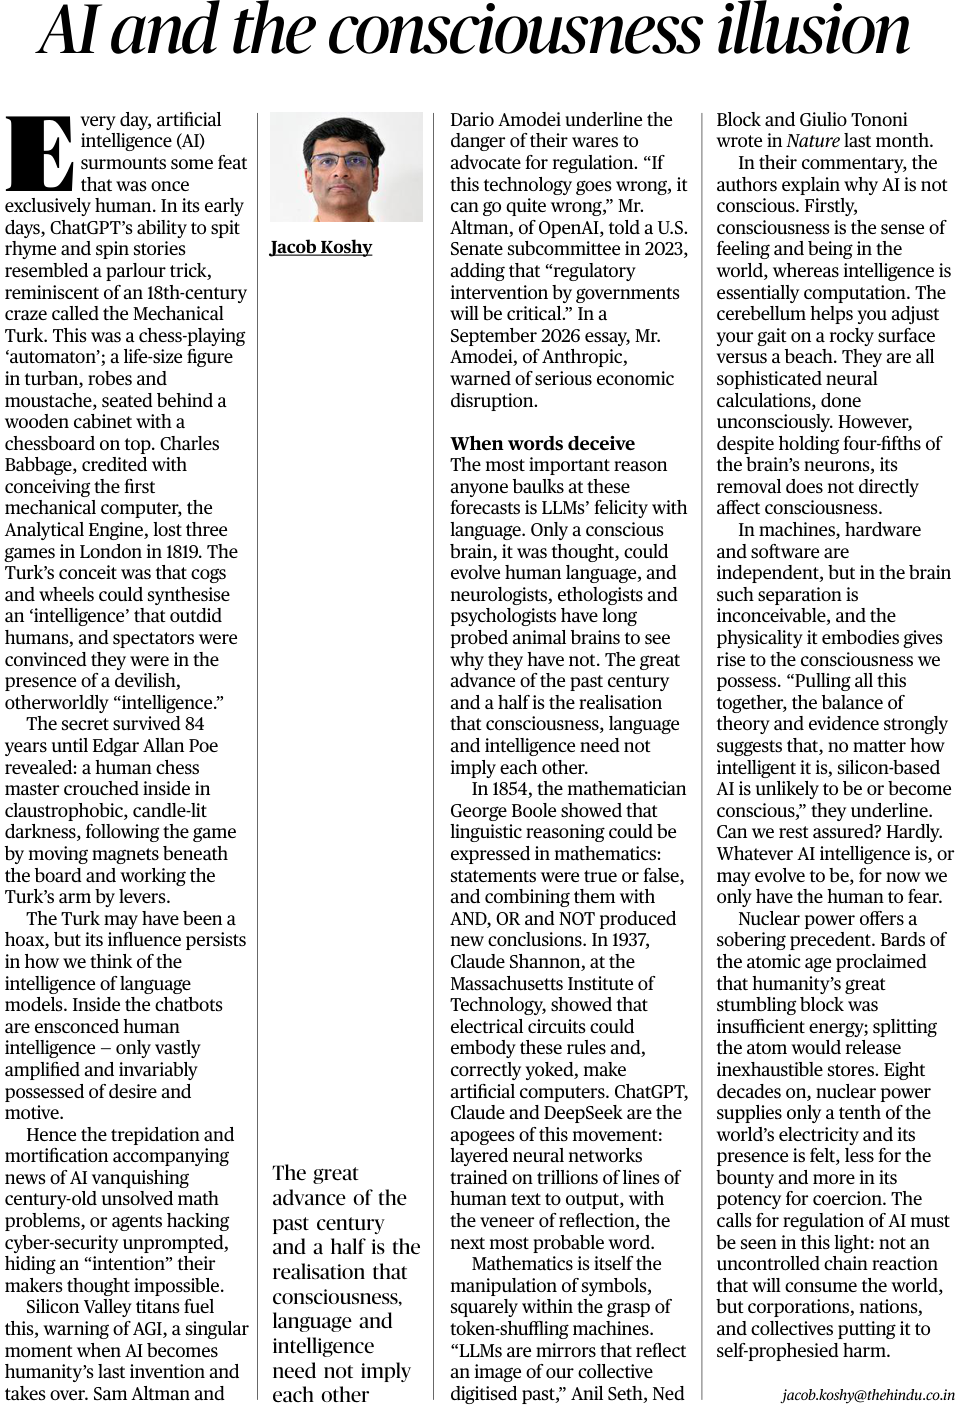 AI and the consciousness illusion
Every day, artificial
intelligence (AI)
surmounts some feat
that was once
exclusively human. In its early
days, ChatGPT’s ability to spit
rhyme and spin stories
resembled a parlour trick,
reminiscent of an 18th-century
craze called the Mechanical
Turk. This was a chess-playing
‘automaton’; a life-size figure
in turban, robes and
moustache, seated behind a
wooden cabinet with a
chessboard on top. Charles
Babbage, credited with
conceiving the first
mechanical computer, the
Analytical Engine, lost three
games in London in 1819. The
Turk’s conceit was that cogs
and wheels could synthesise
an ‘intelligence’ that outdid
humans, and spectators were
convinced they were in the
presence of a devilish,
otherworldly “intelligence.”
The secret survived 84
years until Edgar Allan Poe
revealed: a human chess
master crouched inside in
claustrophobic, candle-lit
darkness, following the game
by moving magnets beneath
the board and working the
Turk’s arm by levers.
The Turk may have been a
hoax, but its influence persists
in how we think of the
intelligence of language
models. Inside the chatbots
are ensconced human
intelligence — only vastly
amplified and invariably
possessed of desire and
motive.
Hence the trepidation and
mortification accompanying
news of AI vanquishing
century-old unsolved math
problems, or agents hacking
cyber-security unprompted,
hiding an “intention” their
makers thought impossible.
Silicon Valley titans fuel
this, warning of AGI, a singular
moment when AI becomes
humanity’s last invention and
takes over. Sam Altman and
Jacob Koshy
The great
advance of the
past century
and a half is the
realisation that
consciousness,
language and
intelligence
need not imply
each other
Dario Amodei underline the
danger of their wares to
advocate for regulation. “If
this technology goes wrong, it
can go quite wrong,” Mr.
Altman, of OpenAI, told a U.S.
Senate subcommittee in 2023,
adding that “regulatory
intervention by governments
will be critical.” In a
September 2026 essay, Mr.
Amodei, of Anthropic,
warned of serious economic
disruption.
When words deceive
The most important reason
anyone baulks at these
forecasts is LLMs’ felicity with
language. Only a conscious
brain, it was thought, could
evolve human language, and
neurologists, ethologists and
psychologists have long
probed animal brains to see
why they have not. The great
advance of the past century
and a half is the realisation
that consciousness, language
and intelligence need not
imply each other.
In 1854, the mathematician
George Boole showed that
linguistic reasoning could be
expressed in mathematics:
statements were true or false,
and combining them with
AND, OR and NOT produced
new conclusions. In 1937,
Claude Shannon, at the
Massachusetts Institute of
Technology, showed that
electrical circuits could
embody these rules and,
correctly yoked, make
artificial computers. ChatGPT,
Claude and DeepSeek are the
apogees of this movement:
layered neural networks
trained on trillions of lines of
human text to output, with
the veneer of reflection, the
next most probable word.
Mathematics is itself the
manipulation of symbols,
squarely within the grasp of
token-shuffling machines.
“LLMs are mirrors that reflect
an image of our collective
digitised past,” Anil Seth, Ned
Block and Giulio Tononi
wrote in Nature last month.
In their commentary, the
authors explain why AI is not
conscious. Firstly,
consciousness is the sense of
feeling and being in the
world, whereas intelligence is
essentially computation. The
cerebellum helps you adjust
your gait on a rocky surface
versus a beach. They are all
sophisticated neural
calculations, done
unconsciously. However,
despite holding four-fifths of
the brain’s neurons, its
removal does not directly
affect consciousness.
In machines, hardware
and software are
independent, but in the brain
such separation is
inconceivable, and the
physicality it embodies gives
rise to the consciousness we
possess. “Pulling all this
together, the balance of
theory and evidence strongly
suggests that, no matter how
intelligent it is, silicon-based
AI is unlikely to be or become
conscious,” they underline.
Can we rest assured? Hardly.
Whatever AI intelligence is, or
may evolve to be, for now we
only have the human to fear.
Nuclear power offers a
sobering precedent. Bards of
the atomic age proclaimed
that humanity’s great
stumbling block was
insufficient energy; splitting
the atom would release
inexhaustible stores. Eight
decades on, nuclear power
supplies only a tenth of the
world’s electricity and its
presence is felt, less for the
bounty and more in its
potency for coercion. The
calls for regulation of AI must
be seen in this light: not an
uncontrolled chain reaction
that will consume the world,
but corporations, nations,
and collectives putting it to
self-prophesied harm.
jacob.koshy@thehindu.co.in